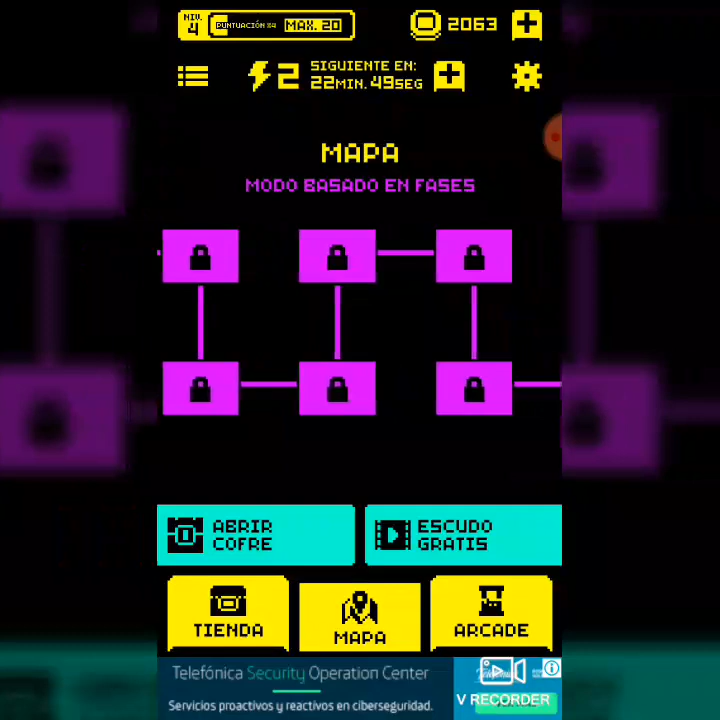 NIV. 4
PUNTUACIÓN X4 MAX. 20
2063
2
SIGUIENTE EN:
22MIN. 49SEG
MAPA
MODO BASADO EN FASES
ABRIR
COFRE
ESCUDO
GRATIS
TIENDA
MAPA
ARCADE
Telefónica Security Operation Center
Servicios proactivos y reactivos en ciberseguridad.
V RECORDER